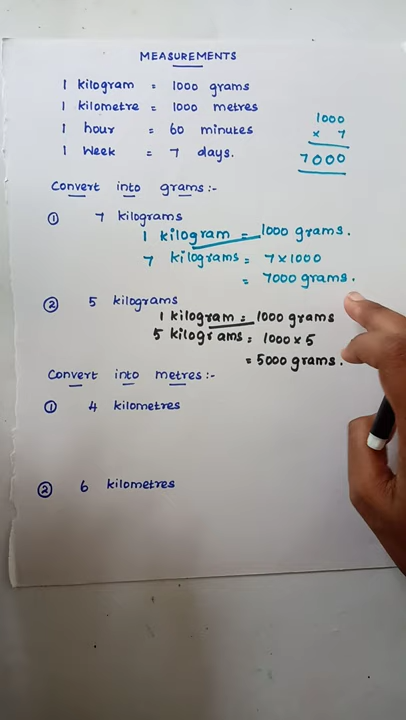 MEASUREMENTS
1 kilogram = 1000 grams
1 kilometre = 1000 metres
1 hour = 60 minutes
1 Week = 7 days.
1000
× 7
7000
Convert into grams:-
① 7 kilograms
1 kilogram = 1000 grams.
7 kilograms = 7×1000
= 7000 grams.
② 5 kilograms
1 kilogram = 1000 grams
5 kilograms = 1000×5
= 5000 grams.
Convert into metres:-
① 4 kilometres
② 6 kilometres